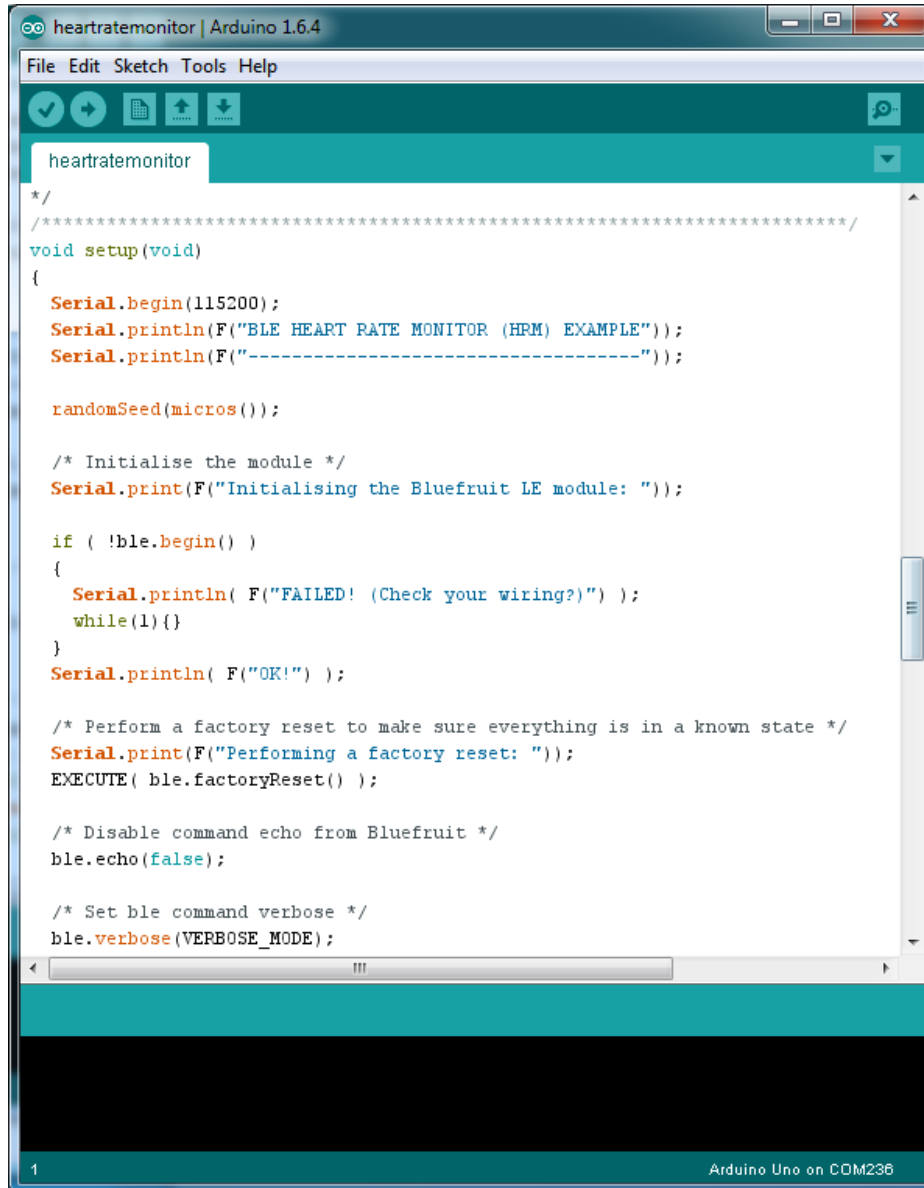 heartratemonitor | Arduino 1.6.4
File Edit Sketch Tools Help
heartratemonitor
*/
/**************************************************************************/
void setup(void)
{
  Serial.begin(115200);
  Serial.println(F("BLE HEART RATE MONITOR (HRM) EXAMPLE"));
  Serial.println(F("------------------------------------"));

  randomSeed(micros());

  /* Initialise the module */
  Serial.print(F("Initialising the Bluefruit LE module: "));

  if ( !ble.begin() )
  {
    Serial.println( F("FAILED! (Check your wiring?)") );
    while(1){}
  }
  Serial.println( F("OK!") );

  /* Perform a factory reset to make sure everything is in a known state */
  Serial.print(F("Performing a factory reset: "));
  EXECUTE( ble.factoryReset() );

  /* Disable command echo from Bluefruit */
  ble.echo(false);

  /* Set ble command verbose */
  ble.verbose(VERBOSE_MODE);
1
Arduino Uno on COM236